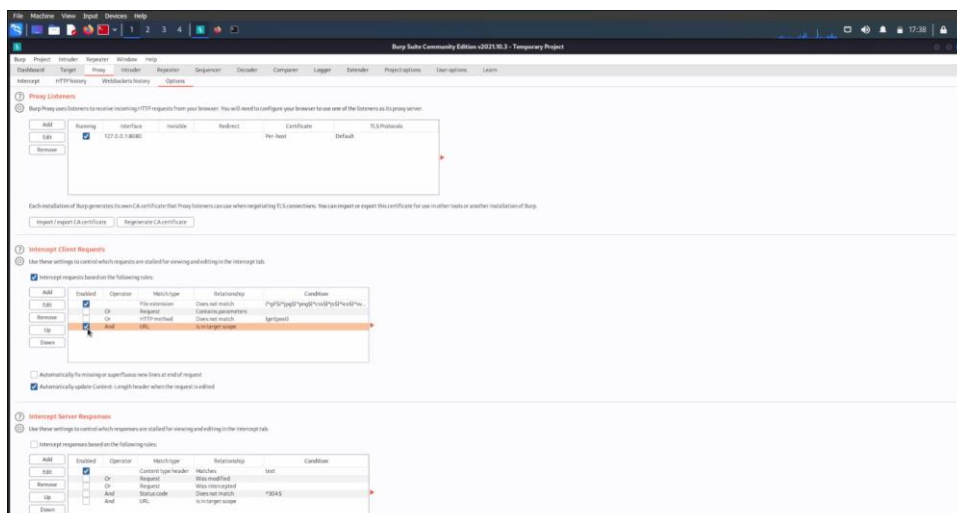 File Machine View Input Devices Help
1 2 3 4
17:38
Burp Suite Community Edition v2021.10.3 - Temporary Project
Burp Project Intruder Repeater Window Help
Dashboard Target Proxy Intruder Repeater Sequencer Decoder Comparer Logger Extender Project options User options Learn
Intercept HTTP history WebSockets history Options
Proxy Listeners
Burp Proxy uses listeners to receive incoming HTTP requests from your browser. You will need to configure your browser to use one of the listeners as its proxy server.
Add Running Interface Invisible Redirect Certificate TLS Protocols
Edit 127.0.0.1:8080 Per-host Default
Remove
Each installation of Burp generates its own CA certificate that Proxy listeners can use when negotiating TLS connections. You can import or export this certificate for use in other tools or another installation of Burp.
Import / export CA certificate Regenerate CA certificate
Intercept Client Requests
Use these settings to control which requests are stalled for viewing and editing in the Intercept tab.
Intercept requests based on the following rules:
Add Enabled Operator Match type Relationship Condition
Edit File extension Does not match
Or Request Contains parameters
Remove Or HTTP method Does not match (get|post)
Up And URL Is in target scope
Down
Automatically fix missing or superfluous new lines at end of request
Automatically update Content-Length header when the request is edited
Intercept Server Responses
Use these settings to control which responses are stalled for viewing and editing in the Intercept tab.
Intercept responses based on the following rules:
Add Enabled Operator Match type Relationship Condition
Edit Content type header Matches text
Or Request Was modified
Remove Or Request Was intercepted
And Status code Does not match ^304$
Up And URL Is in target scope
Down